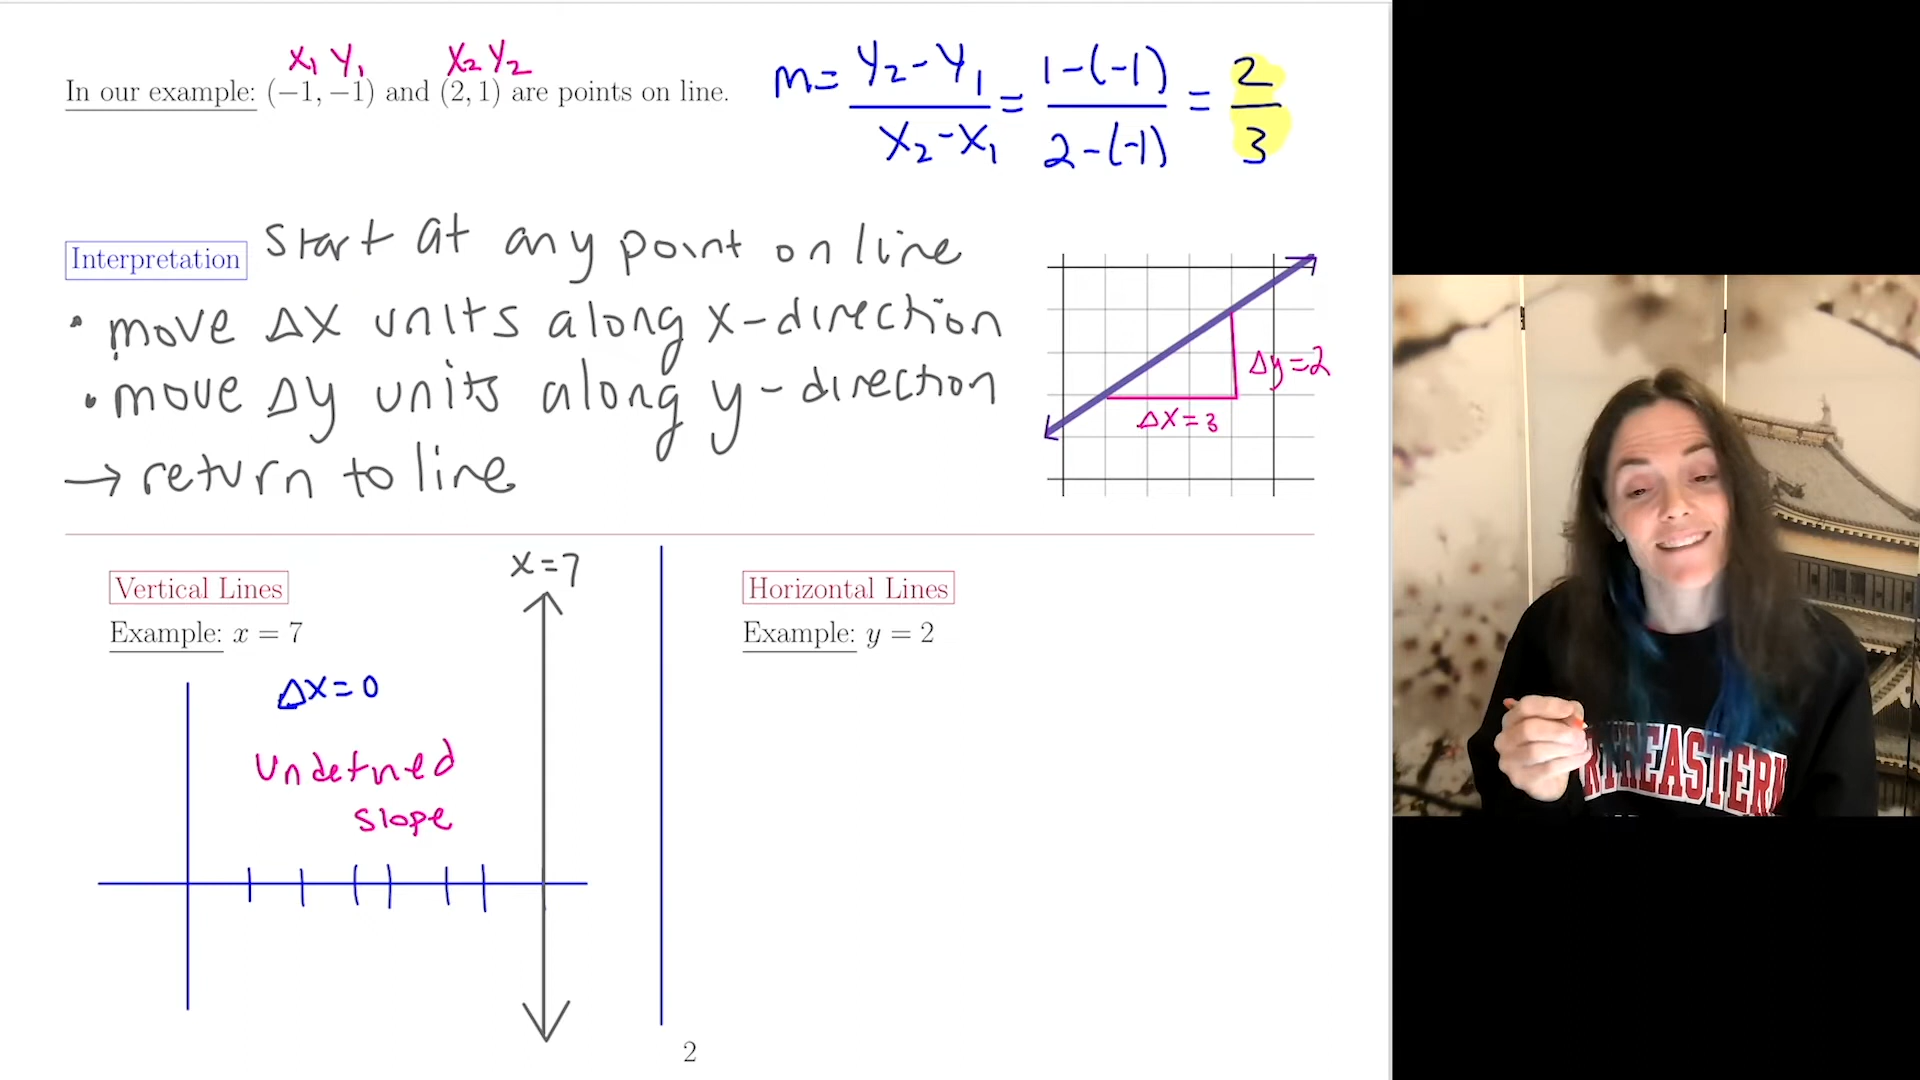 X₁ Y₁ X₂ Y₂
In our example: (−1, −1) and (2, 1) are points on line.
m = Y₂ - Y₁ / X₂ - X₁ = 1-(-1) / 2-(-1) = 2/3
Interpretation start at any point on line
• move ΔX units along x-direction
• move Δy units along y-direction
→ return to line
Δy=2
ΔX=3
Vertical Lines
Example: x = 7
X=7
ΔX=0
Undefined
slope
Horizontal Lines
Example: y = 2
2
RTHEASTERN